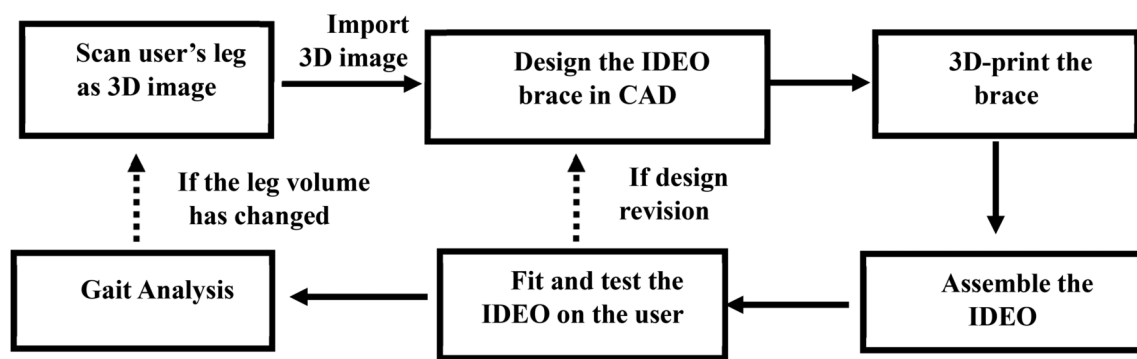 Scan user's leg
as 3D image
Import
3D image
Design the IDEO
brace in CAD
3D-print the
brace
If the leg volume
has changed
If design
revision
Gait Analysis
Fit and test the
IDEO on the user
Assemble the
IDEO